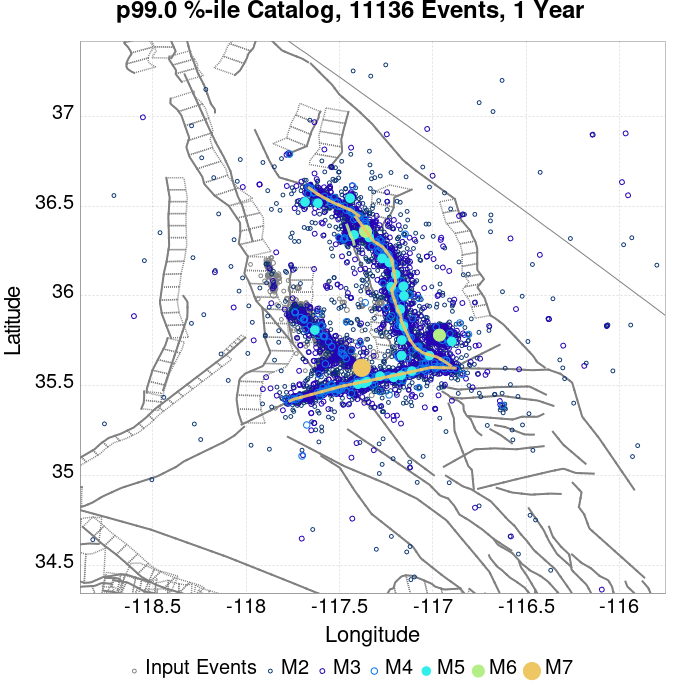 p99.0 %-ile Catalog, 11136 Events, 1 Year
37
36.5
36
35.5
35
34.5
Latitude
-118.5 -118 -117.5 -117 -116.5 -116
Longitude
Input Events M2 M3 M4 M5 M6 M7